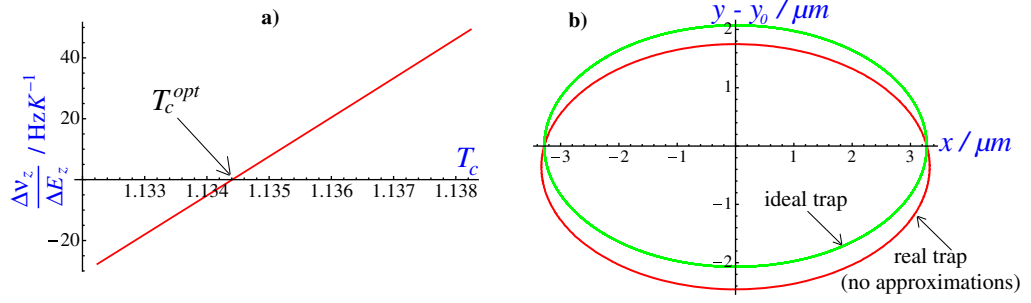 a)
40
20
−20
Δν_z / ΔE_z / HzK^−1
T_c^opt
T_c
1.133 1.134 1.135 1.136 1.137 1.138
b)
y - y_0 / μm
2
1
−1
−2
−3 −2 −1 1 2 3
x / μm
ideal trap
real trap
(no approximations)